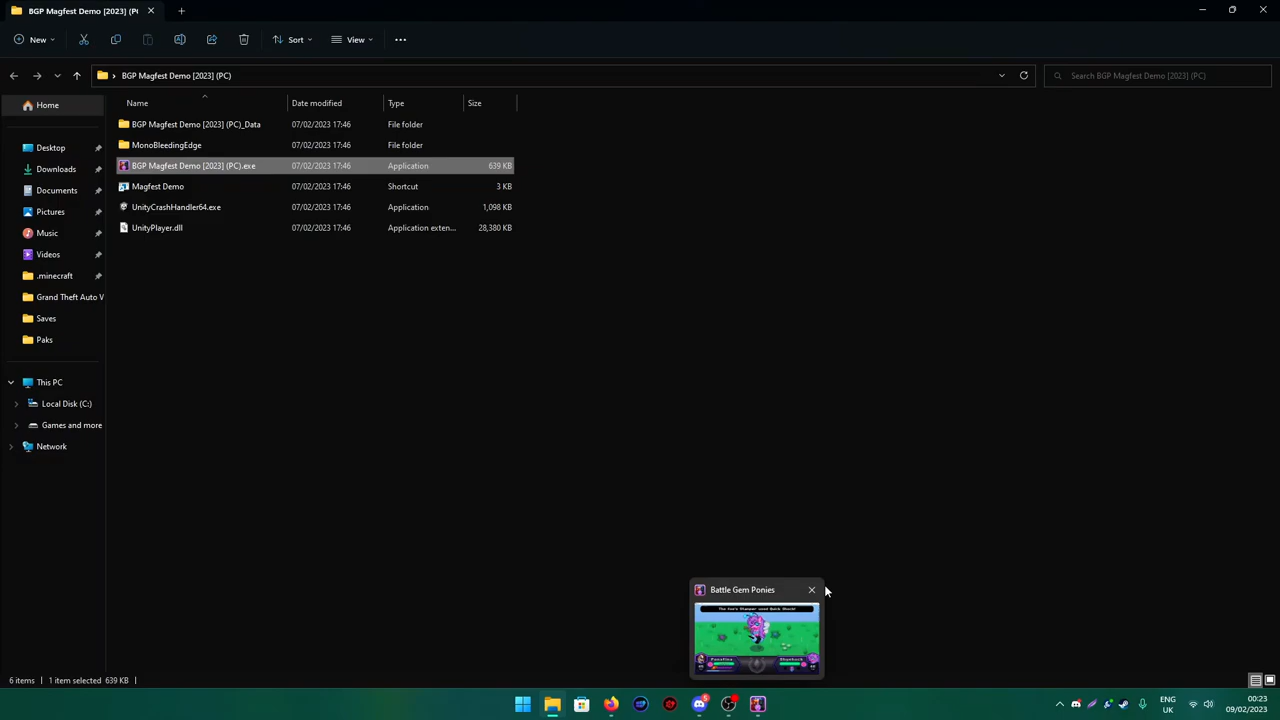 BGP Magfest Demo [2023] (PC
New
Sort
View
BGP Magfest Demo [2023] (PC)
Search BGP Magfest Demo [2023] (PC)
Name Date modified Type Size
Home
Desktop
Downloads
Documents
Pictures
Music
Videos
.minecraft
Grand Theft Auto V
Saves
Paks
This PC
Local Disk (C:)
Games and more
Network
BGP Magfest Demo [2023] (PC)_Data 07/02/2023 17:46 File folder
MonoBleedingEdge 07/02/2023 17:46 File folder
BGP Magfest Demo [2023] (PC).exe 07/02/2023 17:46 Application 639 KB
Magfest Demo 07/02/2023 17:46 Shortcut 3 KB
UnityCrashHandler64.exe 07/02/2023 17:46 Application 1,098 KB
UnityPlayer.dll 07/02/2023 17:46 Application exten... 28,380 KB
Battle Gem Ponies
used Quick
6 items 1 item selected 639 KB
5
ENG
UK
00:23
09/02/2023